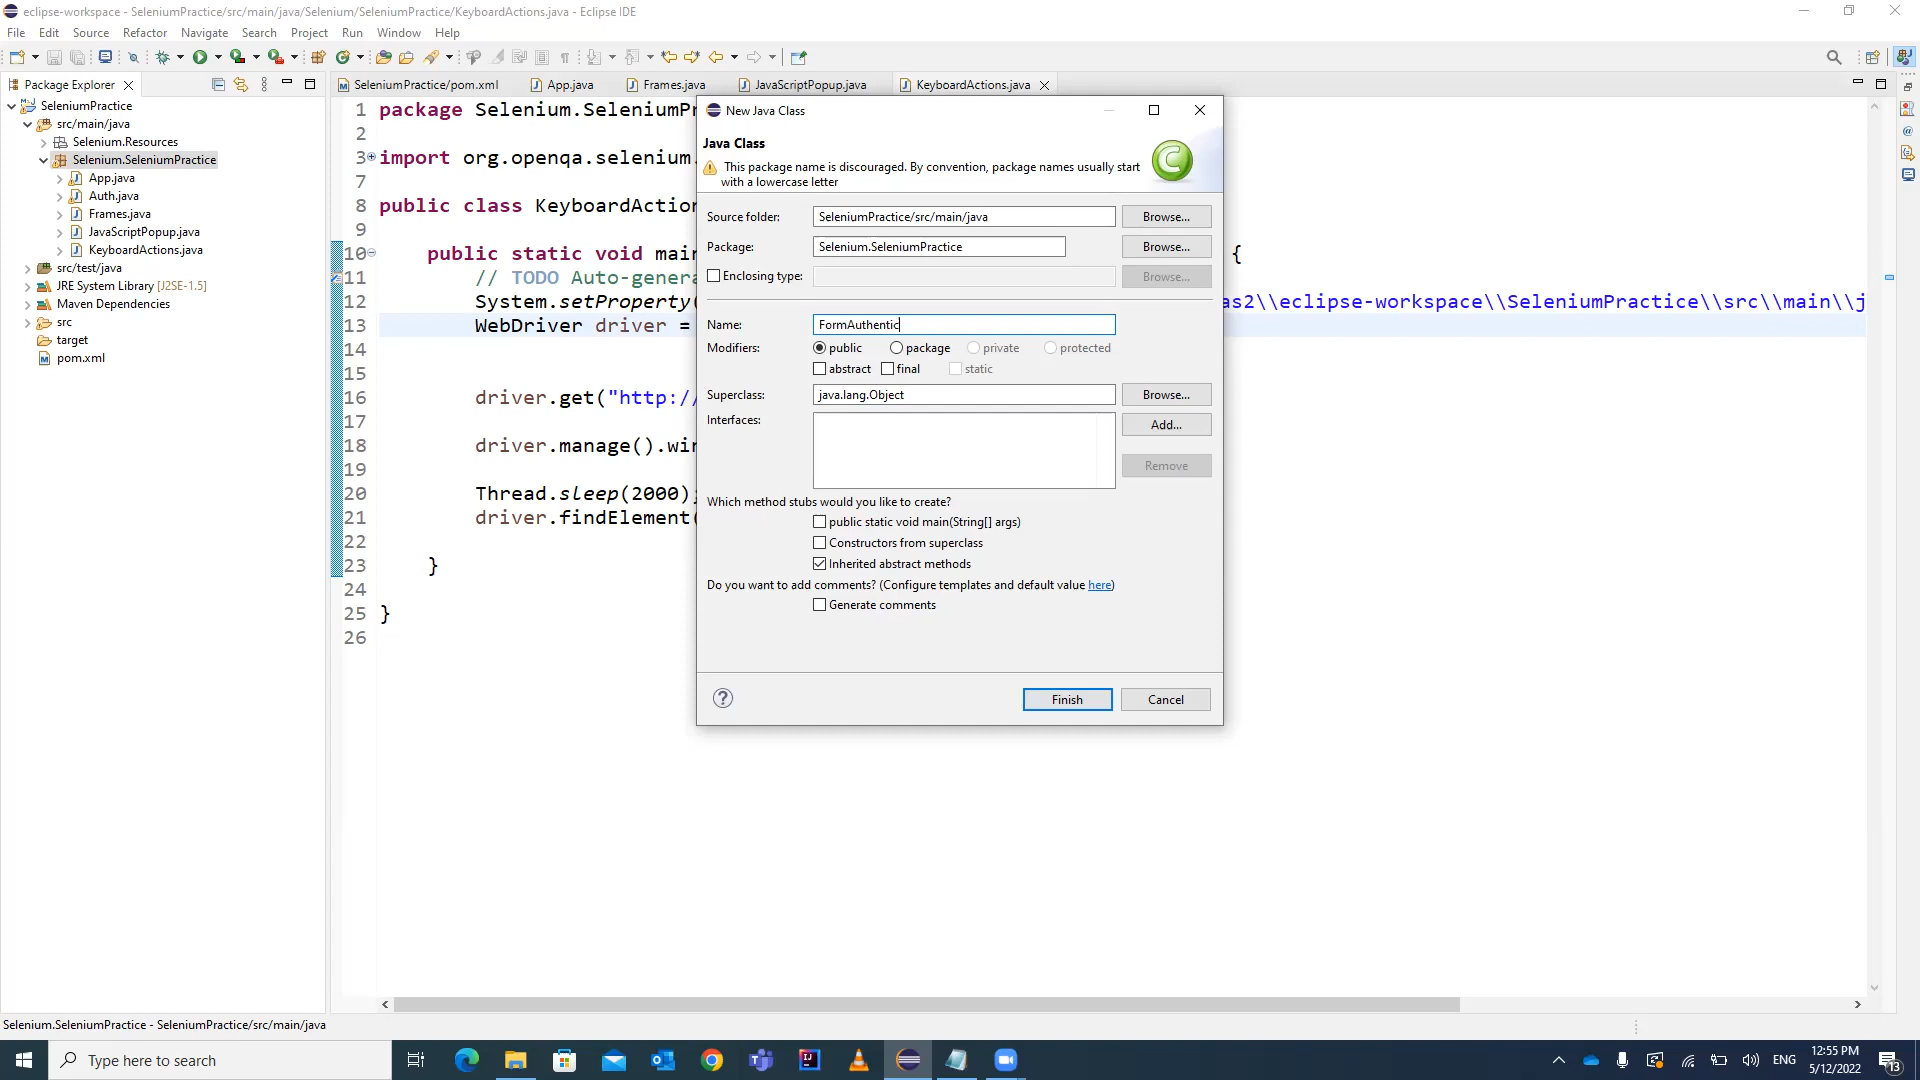 eclipse-workspace - SeleniumPractice/src/main/java/Selenium/SeleniumPractice/KeyboardActions.java - Eclipse IDE
File Edit Source Refactor Navigate Search Project Run Window Help
Package Explorer
SeleniumPractice
src/main/java
Selenium.Resources
Selenium.SeleniumPractice
App.java
Auth.java
Frames.java
JavaScriptPopup.java
KeyboardActions.java
src/test/java
JRE System Library [J2SE-1.5]
Maven Dependencies
src
target
pom.xml
SeleniumPractice/pom.xml App.java Frames.java JavaScriptPopup.java KeyboardActions.java
1 package Selenium.SeleniumPr
2
3 import org.openqa.selenium.
7
8 public class KeyboardAction
9
10 public static void main {
11 // TODO Auto-genera
12 System.setProperty( as2\\eclipse-workspace\\SeleniumPractice\\src\\main\\j
13 WebDriver driver =
14
15
16 driver.get("http://
17
18 driver.manage().win
19
20 Thread.sleep(2000);
21 driver.findElement(
22
23 }
24
25 }
26
New Java Class
Java Class
This package name is discouraged. By convention, package names usually start
with a lowercase letter
Source folder: SeleniumPractice/src/main/java Browse...
Package: Selenium.SeleniumPractice Browse...
Enclosing type: Browse...
Name: FormAuthentic
Modifiers: public package private protected
abstract final static
Superclass: java.lang.Object Browse...
Interfaces: Add...
Remove
Which method stubs would you like to create?
public static void main(String[] args)
Constructors from superclass
Inherited abstract methods
Do you want to add comments? (Configure templates and default value here)
Generate comments
Finish Cancel
Selenium.SeleniumPractice - SeleniumPractice/src/main/java
Type here to search
ENG
12:55 PM
5/12/2022
13